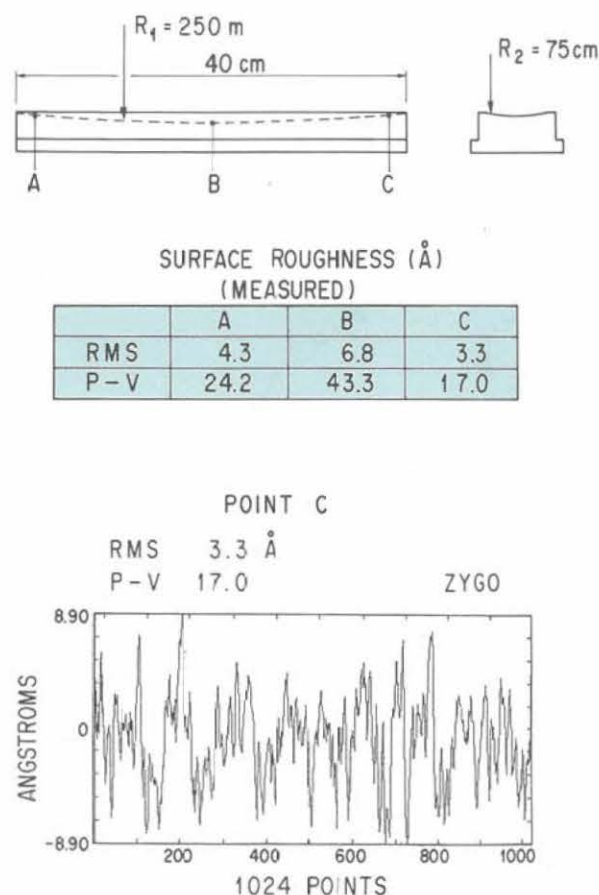 R₁ = 250 m
40 cm
R₂ = 75 cm
A B C
SURFACE ROUGHNESS (Å)
(MEASURED)
A B C
RMS 4.3 6.8 3.3
P-V 24.2 43.3 17.0
POINT C
RMS 3.3 Å
P-V 17.0 ZYGO
8.90
0
-8.90
ANGSTROMS
200 400 600 800 1000
1024 POINTS